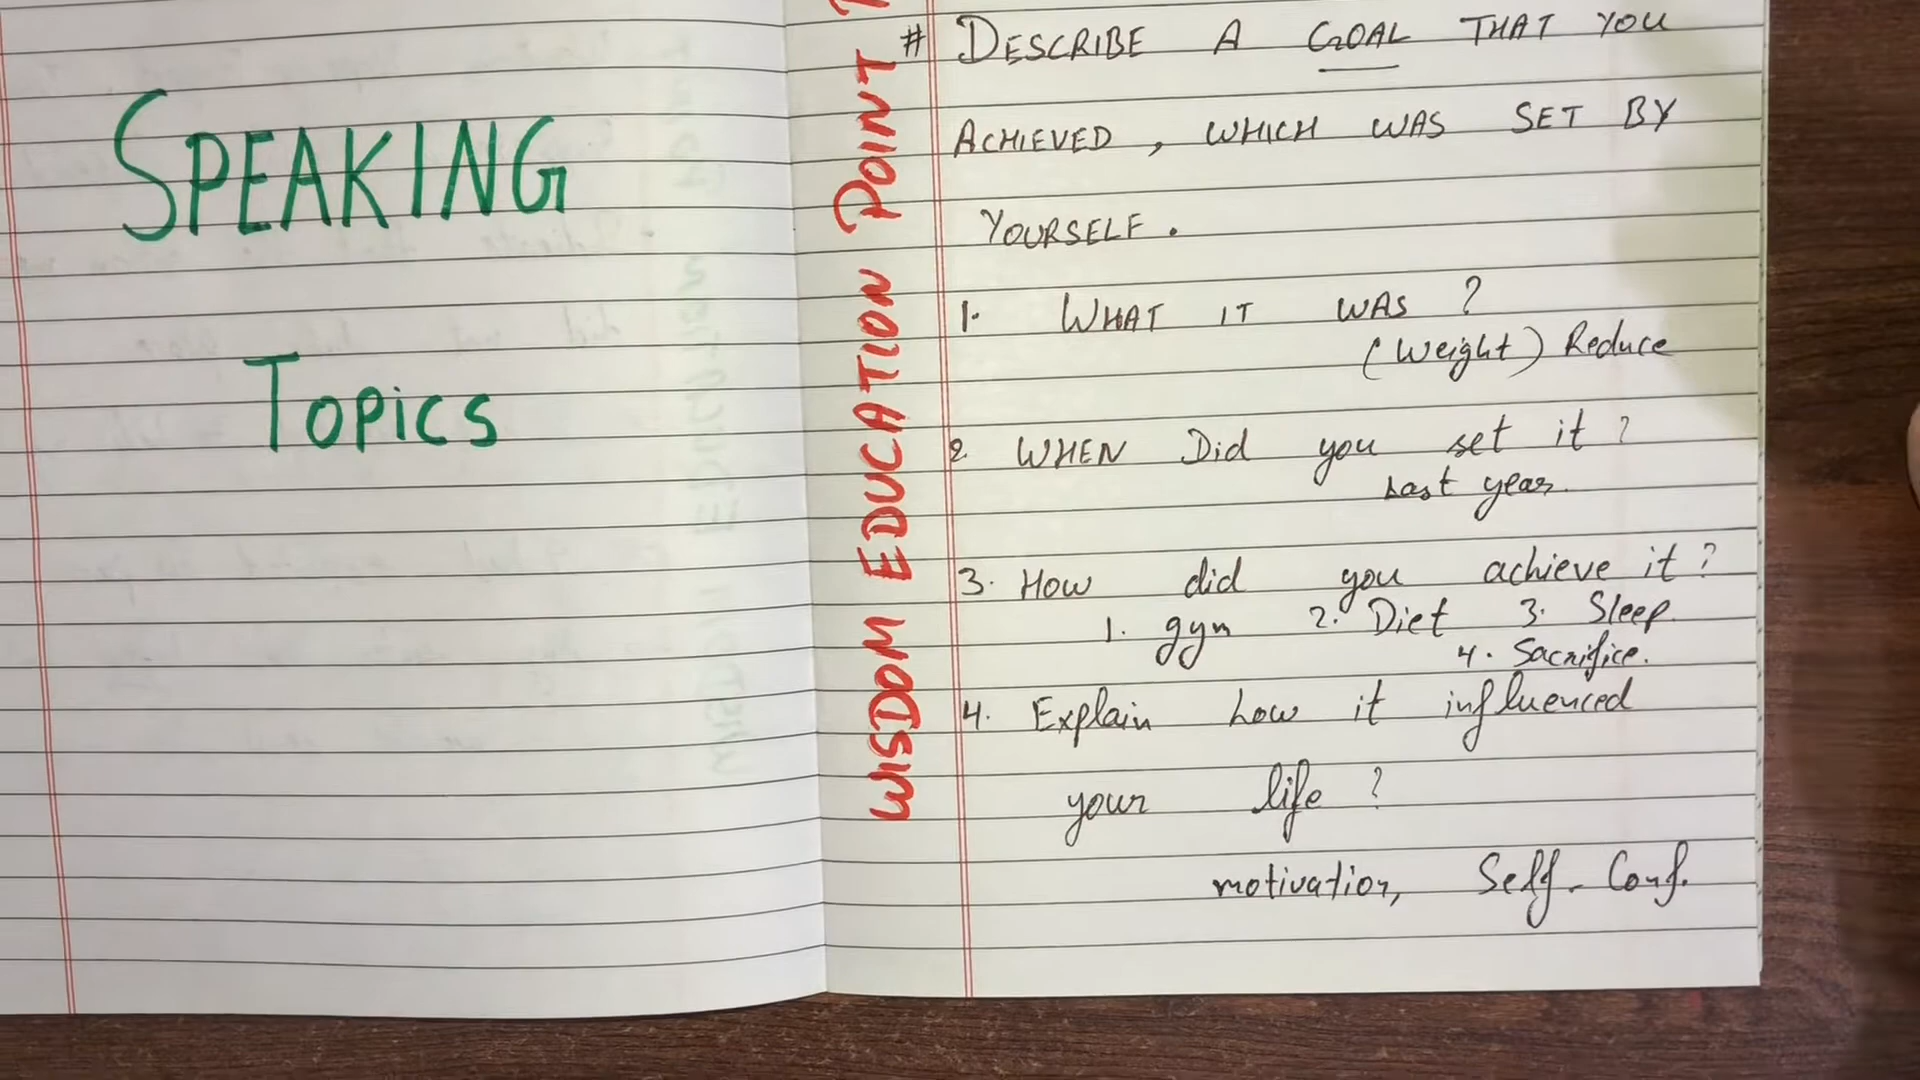 SPEAKING
TOPICS
WISDOM EDUCATION POINT
# DESCRIBE A GOAL THAT YOU
ACHIEVED, WHICH WAS SET BY
YOURSELF.
1. WHAT IT WAS ?
(Weight) Reduce
2. WHEN Did you set it ?
Last year.
3. HOW did you achieve it ?
1. gym 2. Diet 3. Sleep.
4. Sacrifice.
4. Explain how it influenced
your life ?
motivation, Self-Conf.